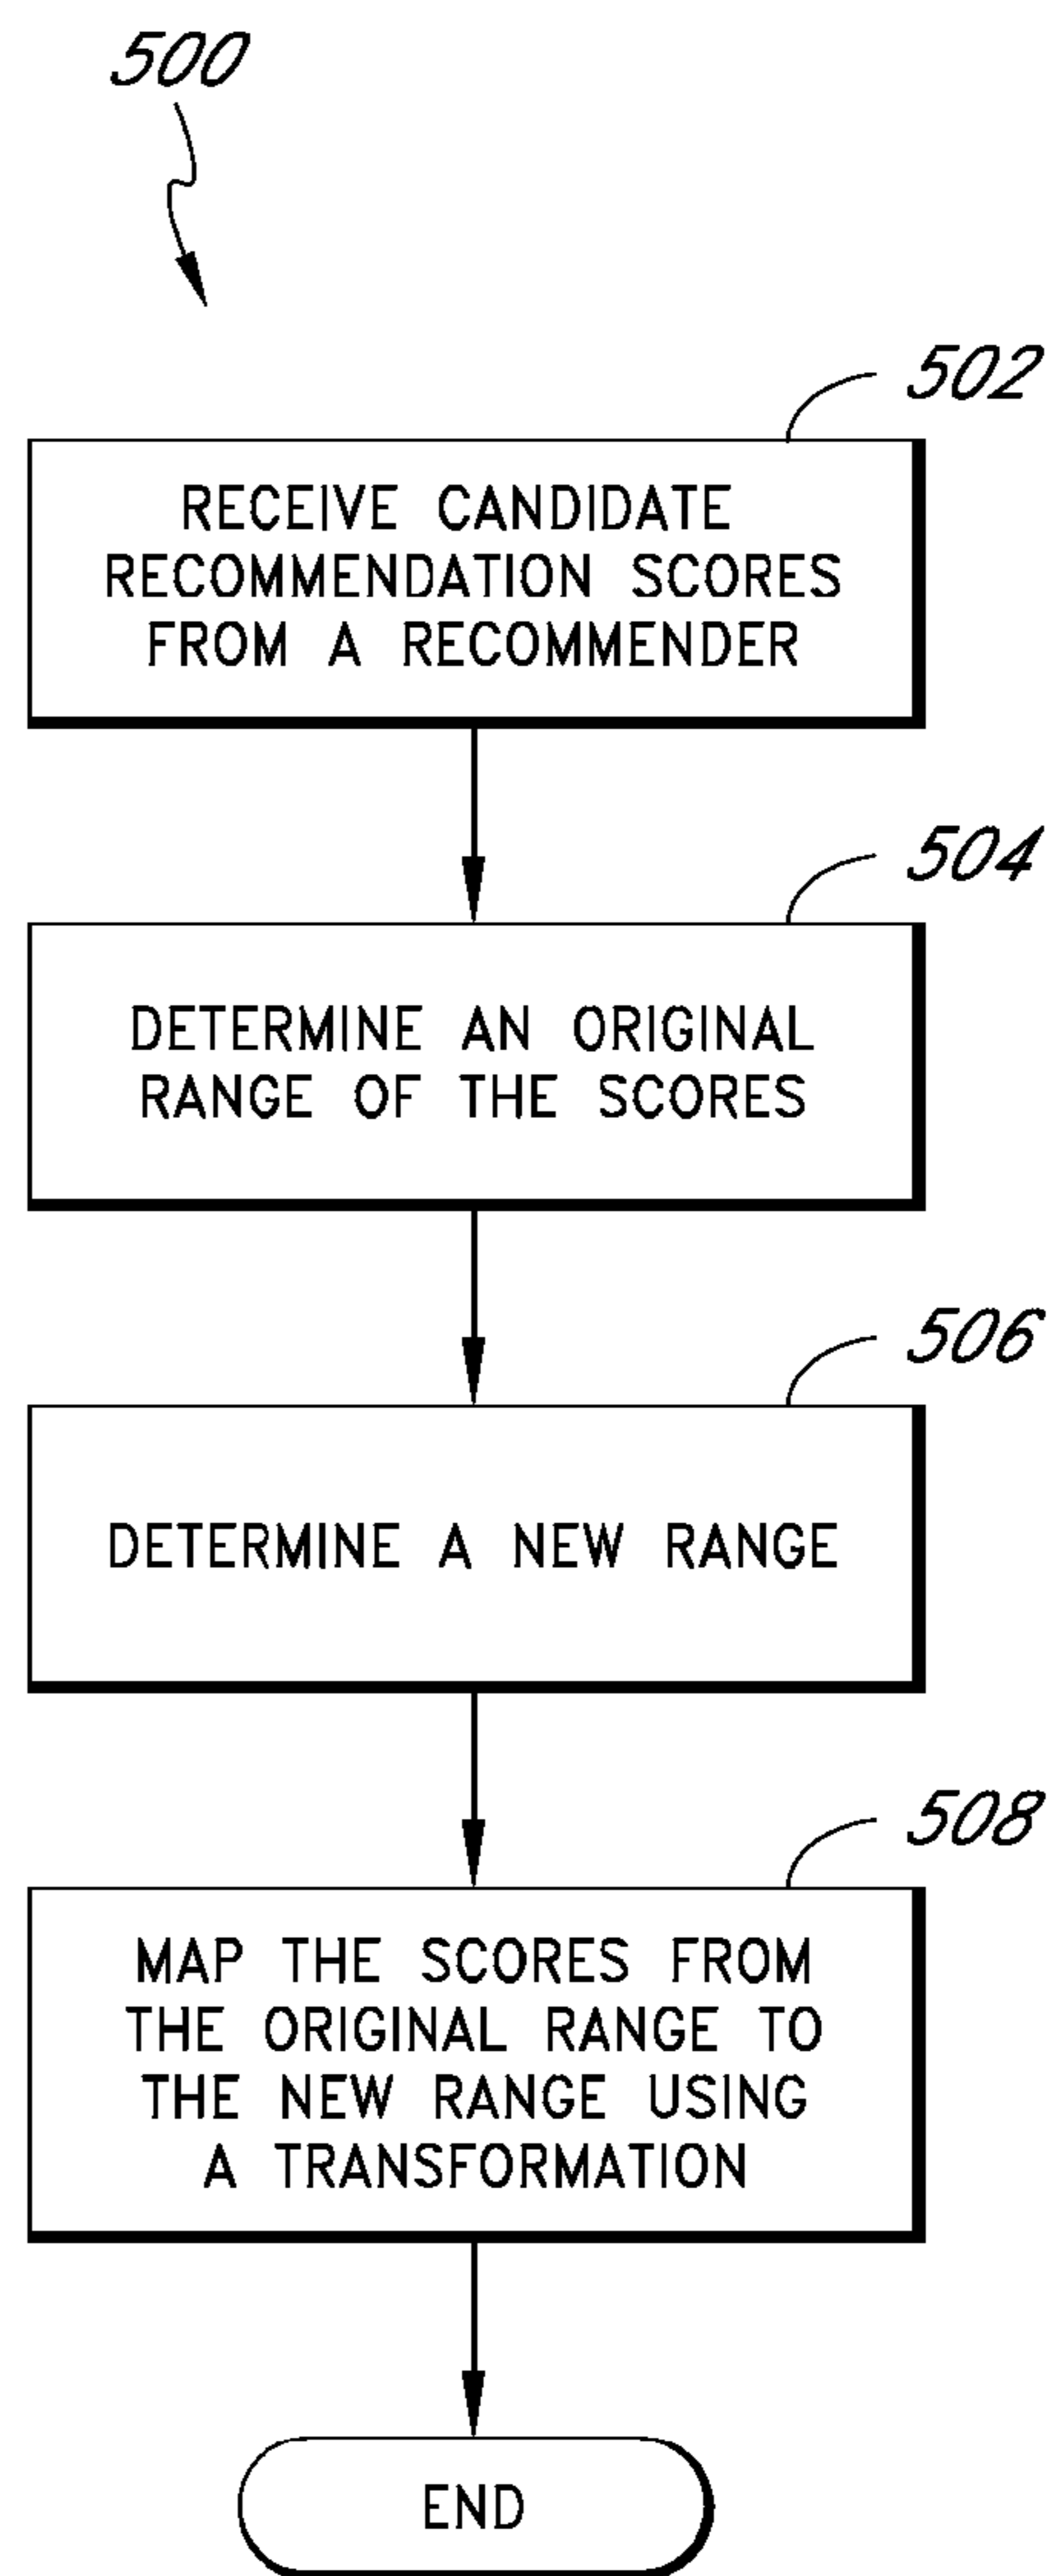 500
502
RECEIVE CANDIDATE
RECOMMENDATION SCORES
FROM A RECOMMENDER
504
DETERMINE AN ORIGINAL
RANGE OF THE SCORES
506
DETERMINE A NEW RANGE
508
MAP THE SCORES FROM
THE ORIGINAL RANGE TO
THE NEW RANGE USING
A TRANSFORMATION
END